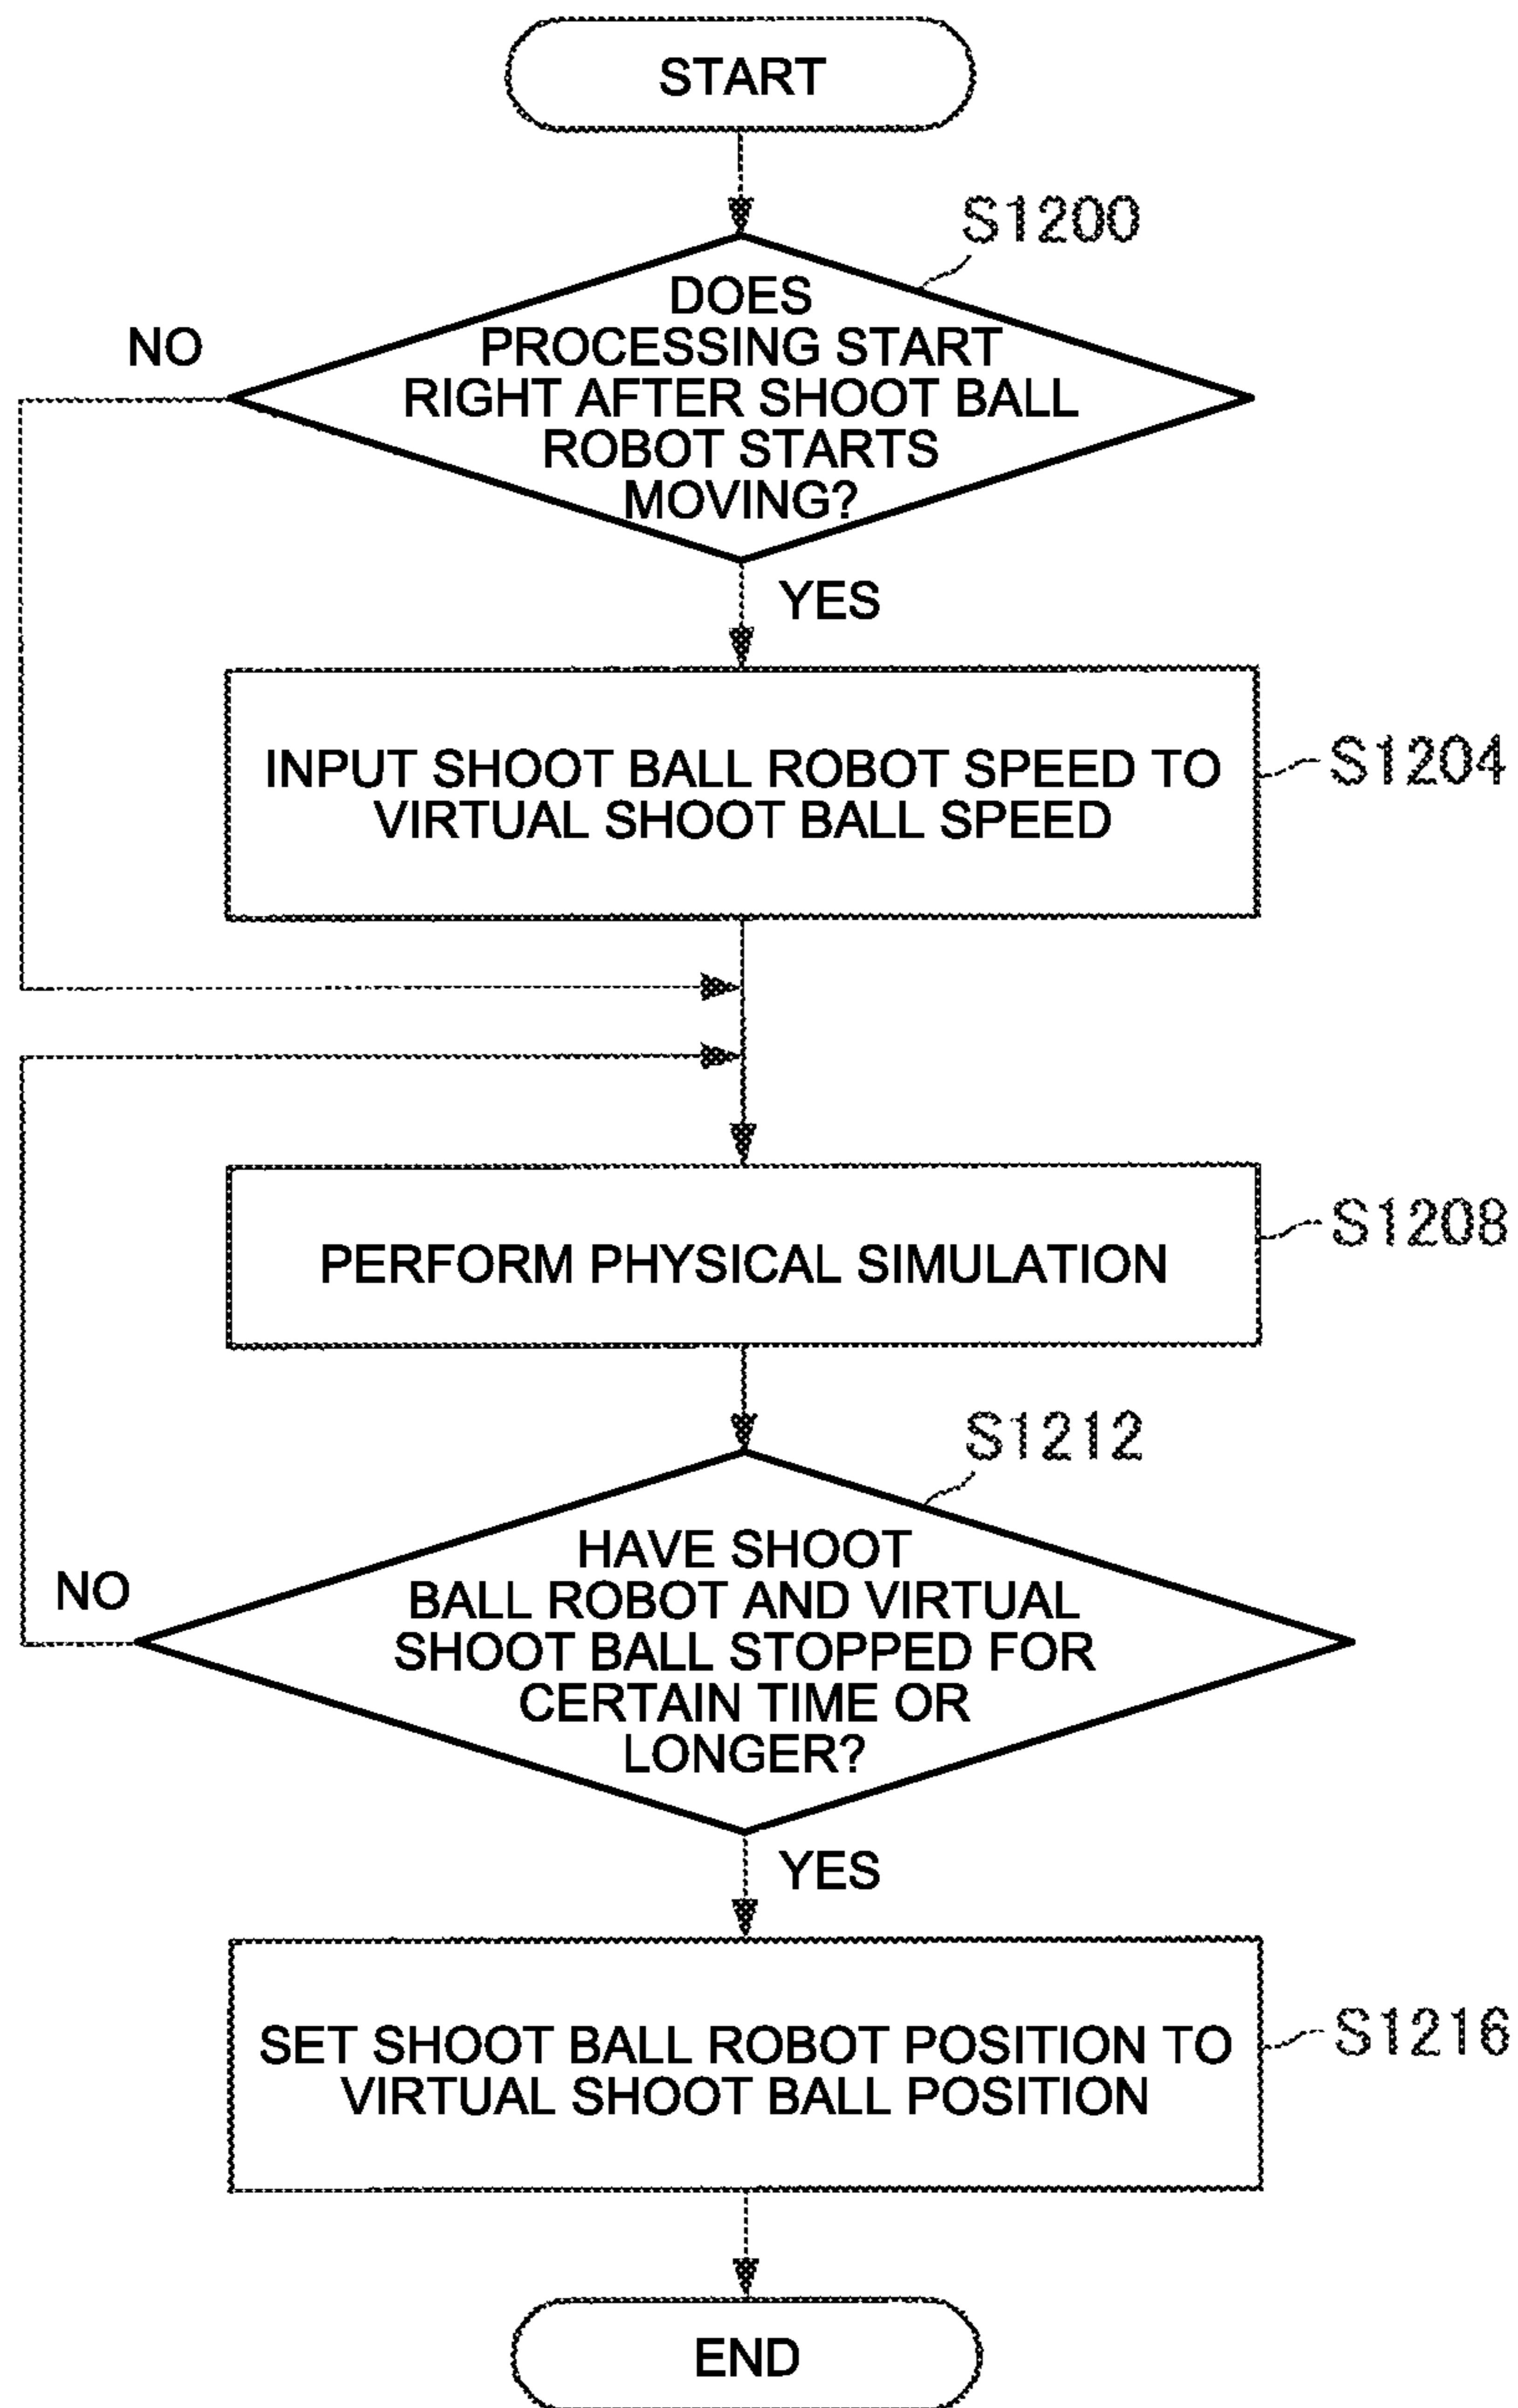 START
S1200
DOES
PROCESSING START
RIGHT AFTER SHOOT BALL
ROBOT STARTS
MOVING?
NO
YES
INPUT SHOOT BALL ROBOT SPEED TO
VIRTUAL SHOOT BALL SPEED
S1204
PERFORM PHYSICAL SIMULATION
S1208
S1212
HAVE SHOOT
BALL ROBOT AND VIRTUAL
SHOOT BALL STOPPED FOR
CERTAIN TIME OR
LONGER?
NO
YES
SET SHOOT BALL ROBOT POSITION TO
VIRTUAL SHOOT BALL POSITION
S1216
END